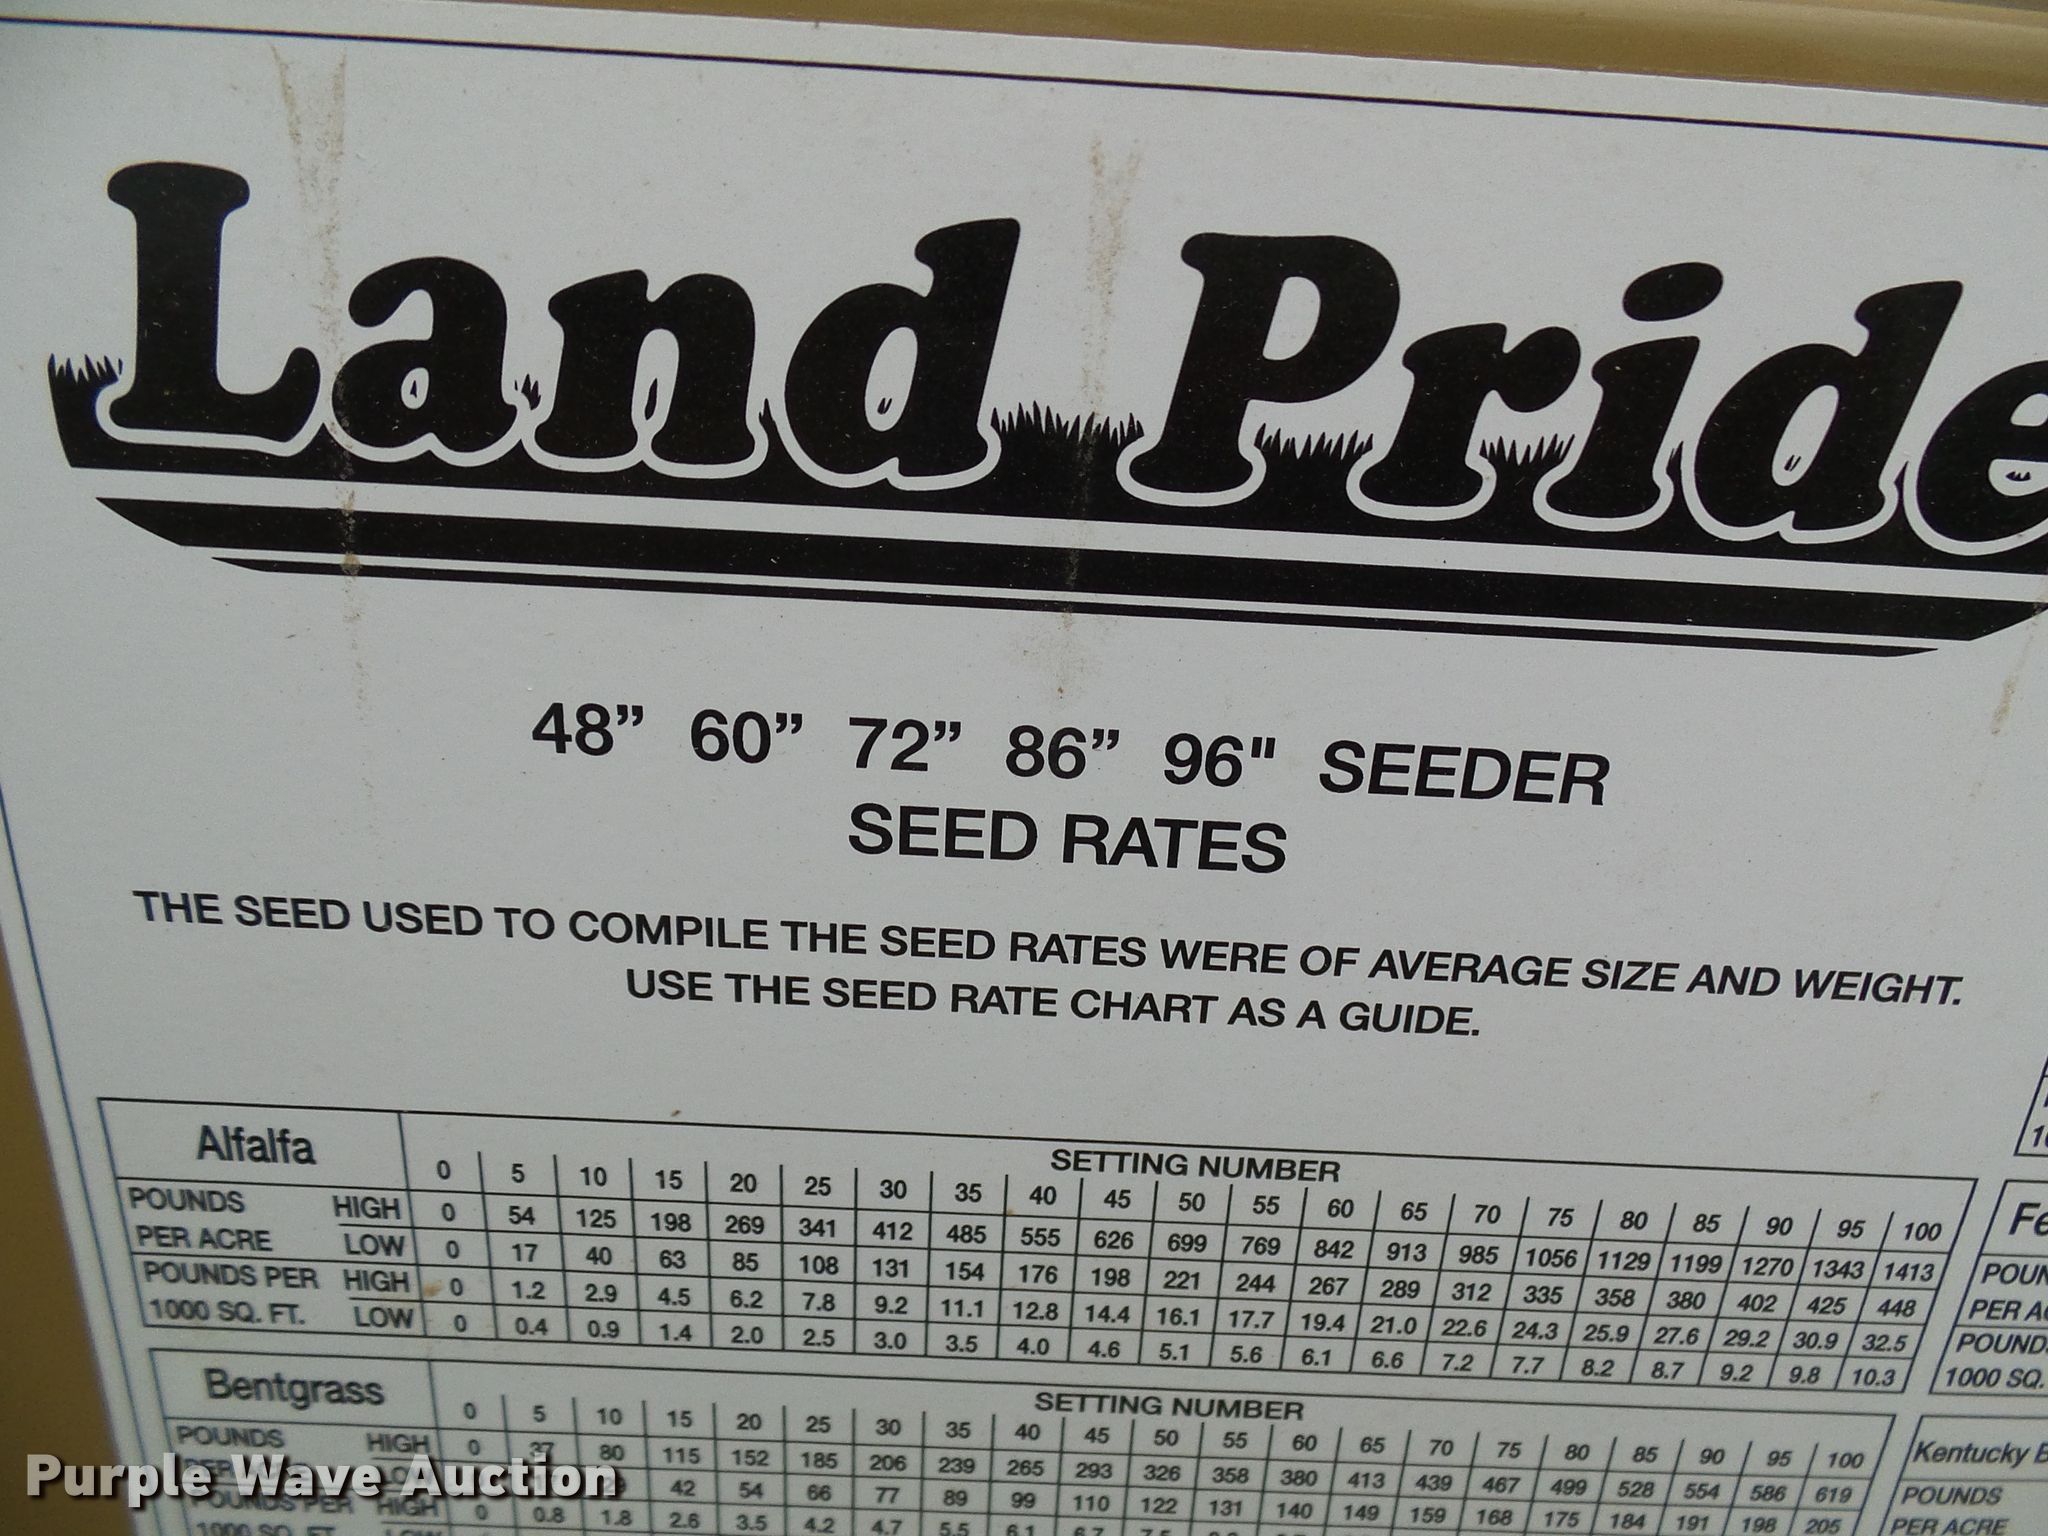 Land Pride
48” 60” 72” 86” 96" SEEDER
SEED RATES
THE SEED USED TO COMPILE THE SEED RATES WERE OF AVERAGE SIZE AND WEIGHT.
USE THE SEED RATE CHART AS A GUIDE.
Alfalfa SETTING NUMBER
0 5 10 15 20 25 30 35 40 45 50 55 60 65 70 75 80 85 90 95 100
POUNDS HIGH 0 54 125 198 269 341 412 485 555 626 699 769 842 913 985 1056 1129 1199 1270 1343 1413
PER ACRE LOW 0 17 40 63 85 108 131 154 176 198 221 244 267 289 312 335 358 380 402 425 448
POUNDS PER HIGH 0 1.2 2.9 4.5 6.2 7.8 9.2 11.1 12.8 14.4 16.1 17.7 19.4 21.0 22.6 24.3 25.9 27.6 29.2 30.9 32.5
1000 SQ. FT. LOW 0 0.4 0.9 1.4 2.0 2.5 3.0 3.5 4.0 4.6 5.1 5.6 6.1 6.6 7.2 7.7 8.2 8.7 9.2 9.8 10.3
Bentgrass SETTING NUMBER
0 5 10 15 20 25 30 35 40 45 50 55 60 65 70 75 80 85 90 95 100
POUNDS HIGH 0 37 80 115 152 185 206 239 265 293 326 358 380 413 439 467 499 528 554 586 619
42 54 66 77 89 99 110 122 131 140 149 159 168 175 184 191 198 205
POUNDS PER HIGH 0 0.8 1.8 2.6 3.5 4.2 4.7 5.5 6.1 6.7
1000 SQ. FT. LOW
Fe
POUN
PER A
POUND
1000 SQ.
Kentucky B
POUNDS
PER ACRE
Purple Wave Auction